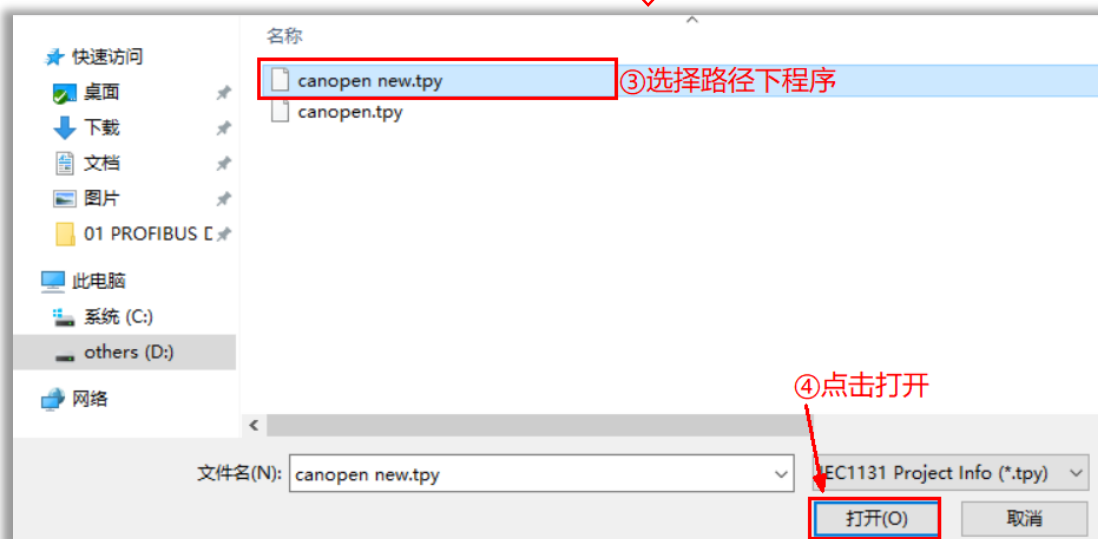 名称
快速访问
桌面
下载
文档
图片
01 PROFIBUS D
此电脑
系统 (C:)
others (D:)
网络
canopen new.tpy
③选择路径下程序
canopen.tpy
④点击打开
文件名(N):
canopen new.tpy
IEC1131 Project Info (*.tpy)
打开(O)
取消